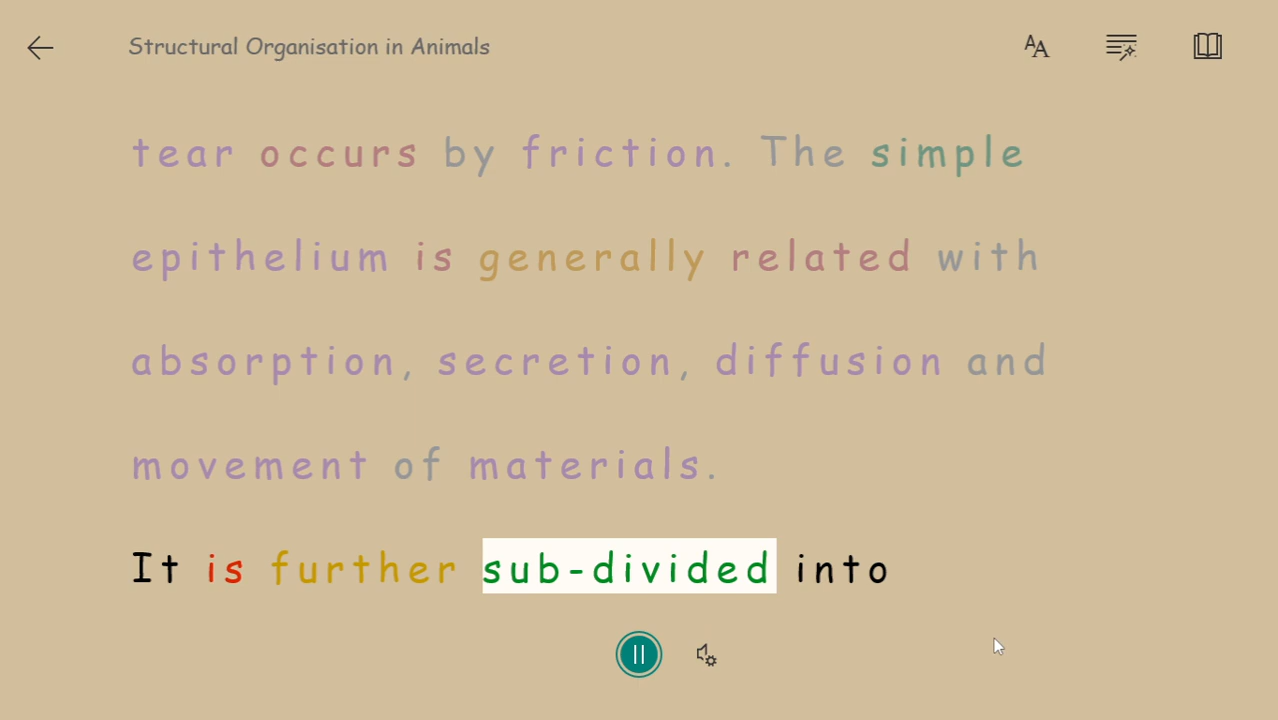 Structural Organisation in Animals
tear occurs by friction. The simple
epithelium is generally related with
absorption, secretion, diffusion and
movement of materials.
It is further sub-divided into